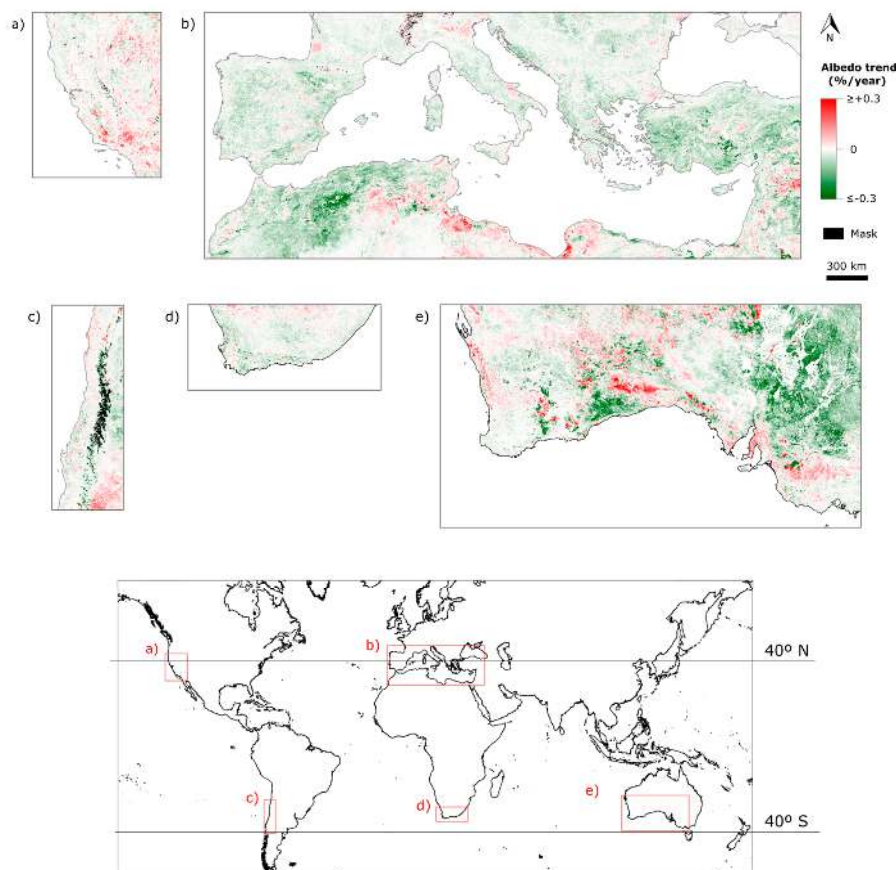 a)
b)
N
Albedo trend
(%/year)
≥+0.3
0
≤-0.3
Mask
300 km
c)
d)
e)
a)
b)
40º N
c)
d)
e)
40º S